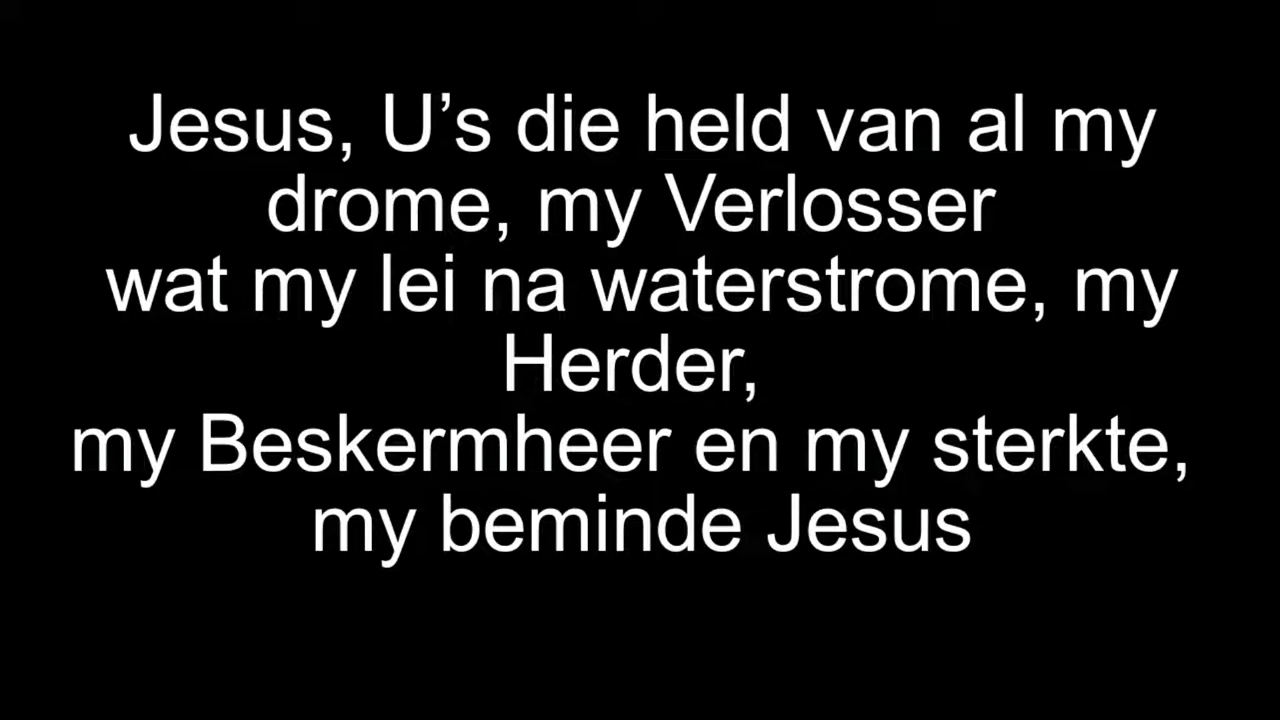 Jesus, U’s die held van al my
drome, my Verlosser
wat my lei na waterstrome, my
Herder,
my Beskermheer en my sterkte,
my beminde Jesus